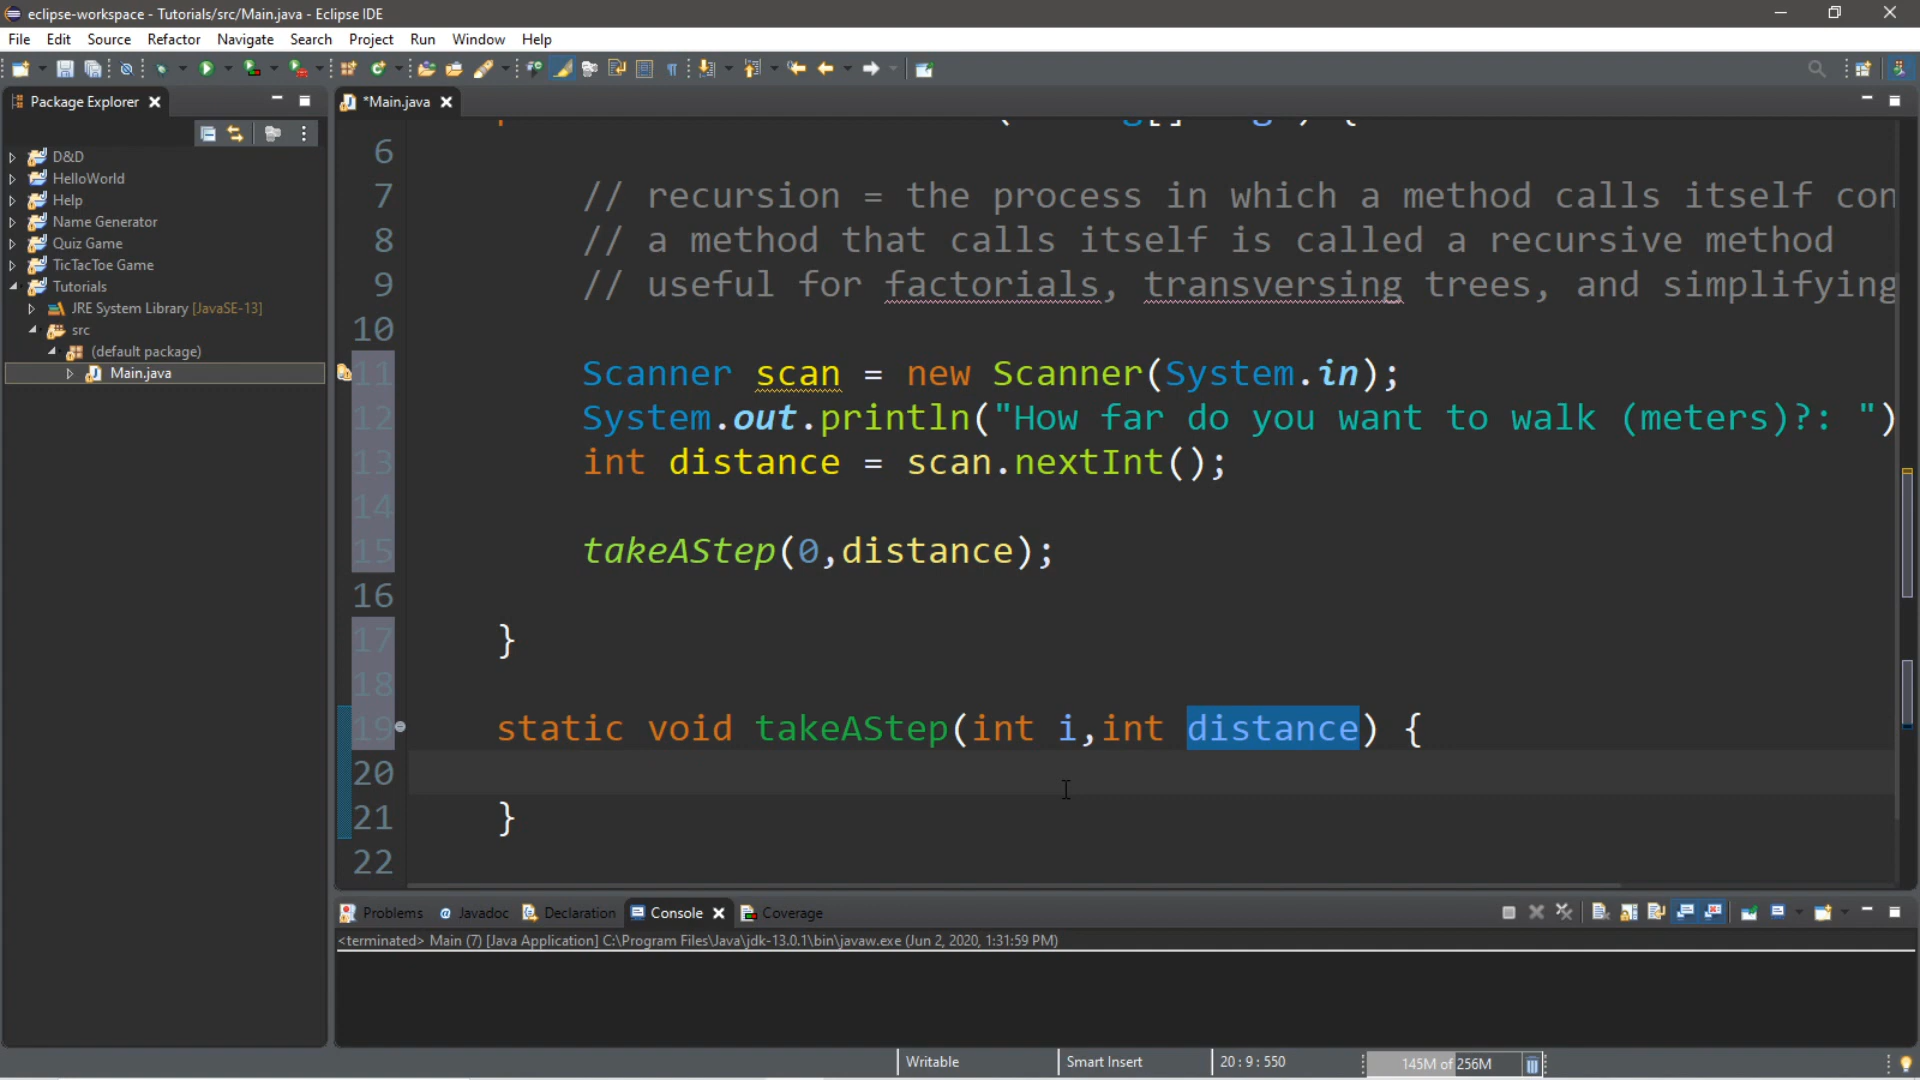 eclipse-workspace - Tutorials/src/Main.java - Eclipse IDE
File Edit Source Refactor Navigate Search Project Run Window Help
Package Explorer
*Main.java
D&D
HelloWorld
Help
Name Generator
Quiz Game
TicTacToe Game
Tutorials
JRE System Library [JavaSE-13]
src
(default package)
Main.java
6
7 // recursion = the process in which a method calls itself con
8 // a method that calls itself is called a recursive method
9 // useful for factorials, transversing trees, and simplifying
10
11 Scanner scan = new Scanner(System.in);
12 System.out.println("How far do you want to walk (meters)?: ")
13 int distance = scan.nextInt();
14
15 takeAStep(0,distance);
16
17 }
18
19 static void takeAStep(int i,int distance) {
20
21 }
22
Problems Javadoc Declaration Console Coverage
<terminated> Main (7) [Java Application] C:\Program Files\Java\jdk-13.0.1\bin\javaw.exe (Jun 2, 2020, 1:31:59 PM)
Writable Smart Insert 20 : 9 : 550 145M of 256M